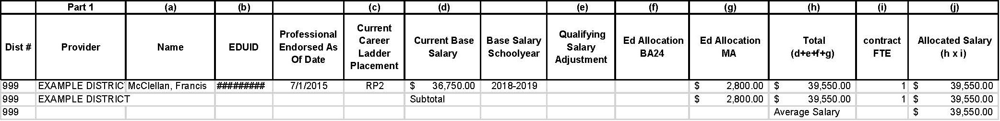 Part 1 (a) (b) (c) (d) (e) (f) (g) (h) (i) (j)
Dist # Provider Name EDUID Professional Endorsed As Of Date Current Career Ladder Placement Current Base Salary Base Salary Schoolyear Qualifying Salary Adjustment Ed Allocation BA24 Ed Allocation MA Total (d+e+f+g) contract FTE Allocated Salary (h x i)
999 EXAMPLE DISTRIC McClellan, Francis ######### 7/1/2015 RP2 $ 36,750.00 2018-2019 $ 2,800.00 $ 39,550.00 1 $ 39,550.00
999 EXAMPLE DISTRICT Subtotal $ 2,800.00 $ 39,550.00 1 $ 39,550.00
999 Average Salary $ 39,550.00